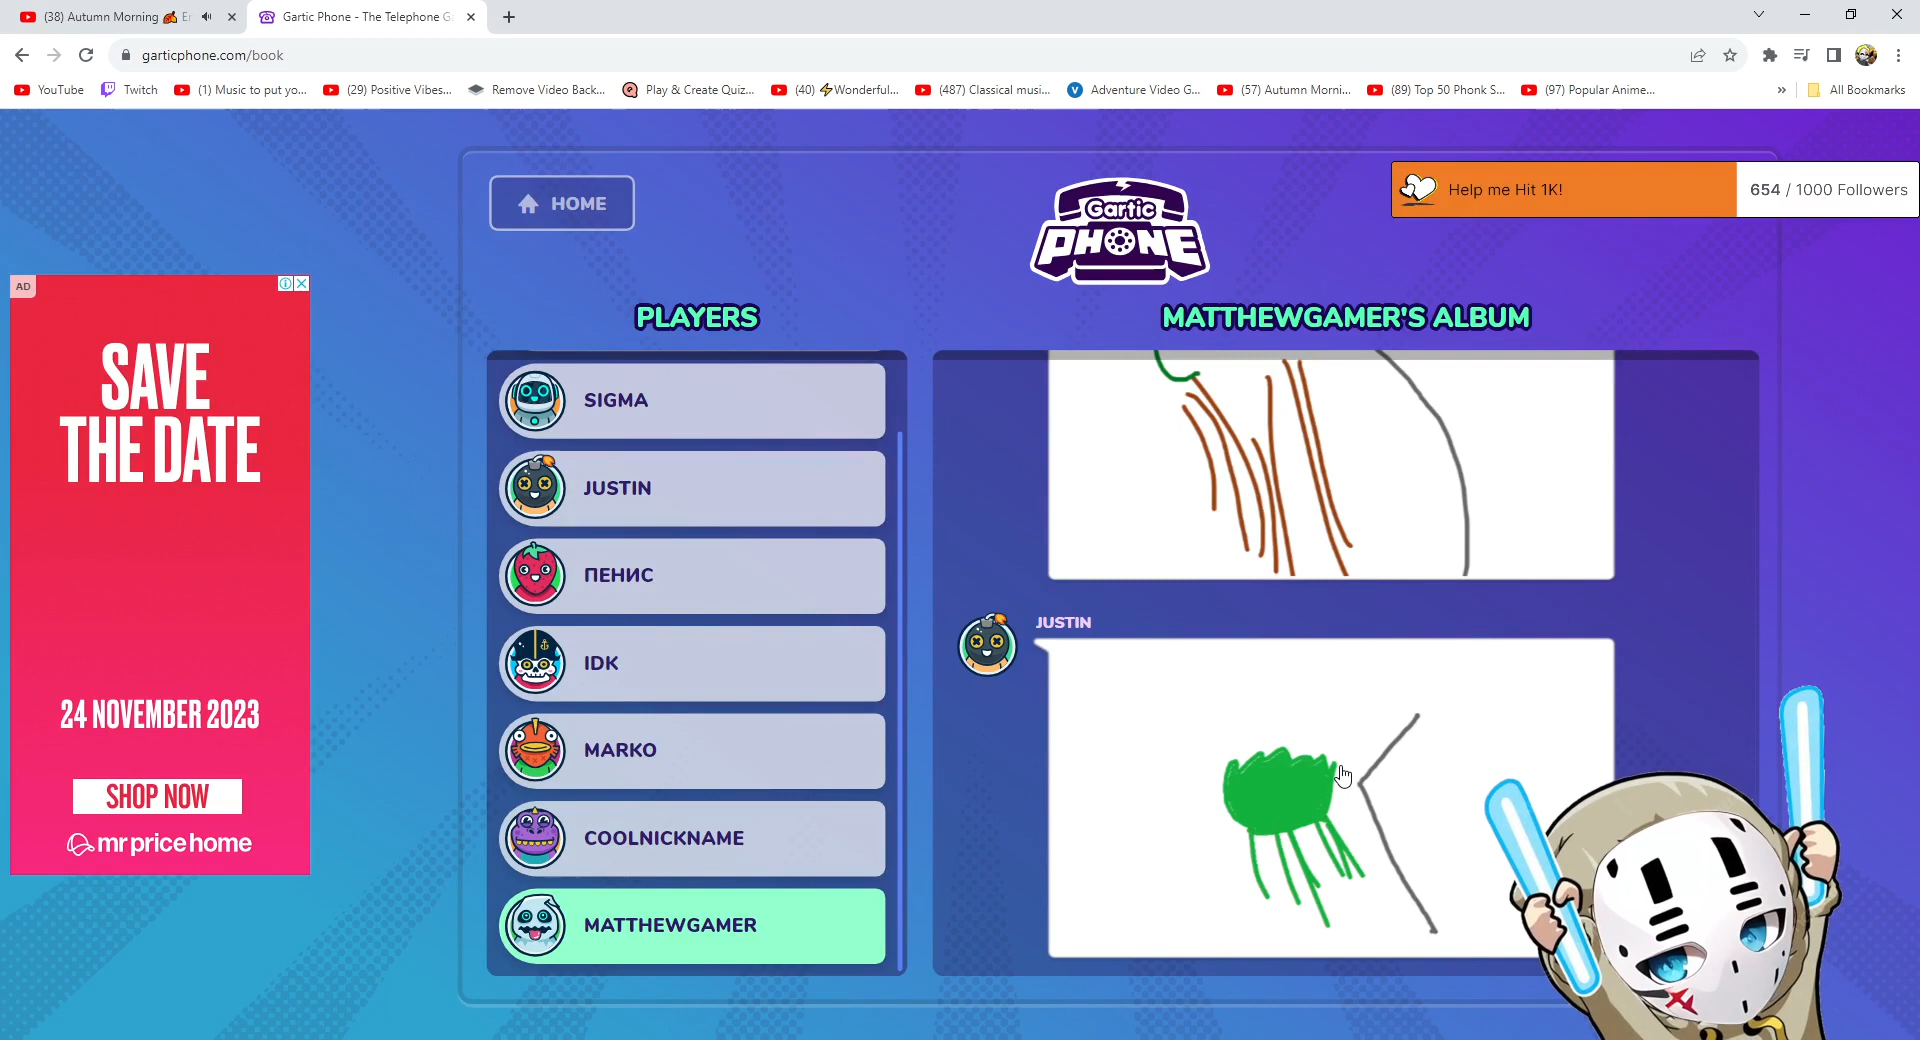 (38) Autumn Morning 🍂 Er
Gartic Phone - The Telephone G
garticphone.com/book
YouTube
Twitch
(1) Music to put yo...
(29) Positive Vibes...
Remove Video Back...
Play & Create Quiz...
(40) ⚡Wonderful...
(487) Classical musi...
Adventure Video G...
(57) Autumn Morni...
(89) Top 50 Phonk S...
(97) Popular Anime...
»
All Bookmarks
HOME
Gartic
PHONE
Help me Hit 1K!
654 / 1000 Followers
AD
SAVE
THE DATE
24 NOVEMBER 2023
SHOP NOW
mr price home
PLAYERS
SIGMA
JUSTIN
ПЕНИС
IDK
MARKO
COOLNICKNAME
MATTHEWGAMER
MATTHEWGAMER'S ALBUM
JUSTIN